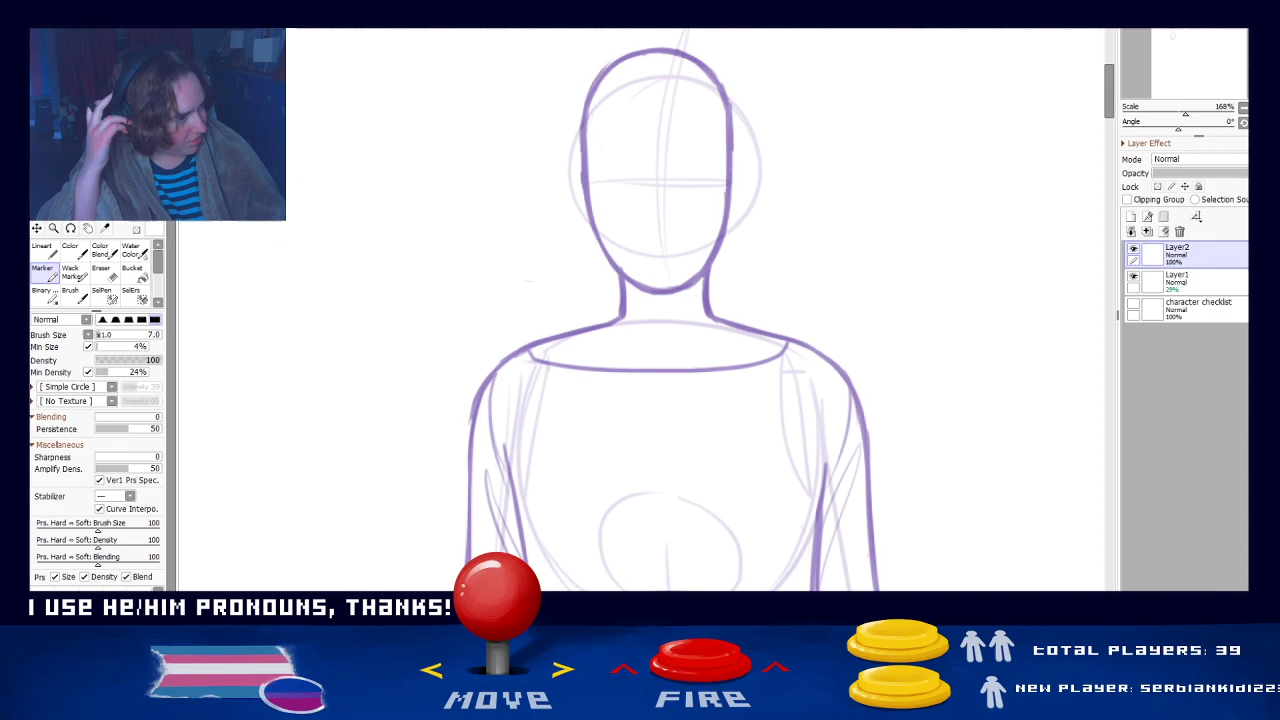 Scale 168%
Angle 0°
Layer Effect
Mode Normal
Opacity
Lock
Clipping Group Selection Sou
Layer2
Normal
100%
Layer1
Normal
29%
character checklist
Normal
100%
Lineart Color Color Blend Water Color
Marker Wack Marker Eraser Bucket
Binary ... Brush SelPen SelErs
Normal
Brush Size x1.0 7.0
Min Size 4%
Density 100
Min Density 24%
[ Simple Circle ]
[ No Texture ]
Blending 0
Persistence 50
Miscellaneous
Sharpness 0
Amplify Dens. 50
Ver1 Prs Spec.
Stabilizer ---
Curve Interpo.
Prs. Hard ⇔ Soft: Brush Size 100
Prs. Hard ⇔ Soft: Density 100
Prs. Hard ⇔ Soft: Blending 100
Prs Size Density Blend
I USE HE/HIM PRONOUNS, THANKS!
< MOVE >
^ FIRE ^
TOTAL PLAYERS: 39
NEW PLAYER: